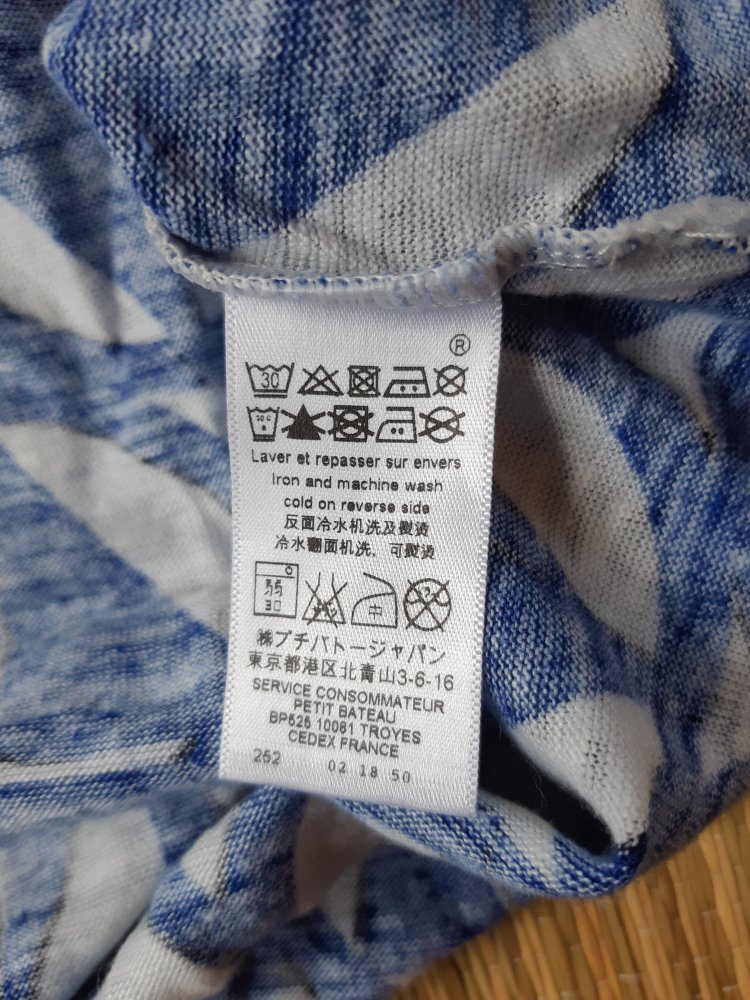 ®
30
Laver et repasser sur envers
Iron and machine wash
cold on reverse side
反面冷水机洗及熨烫
冷水翻面机洗、可熨烫
弱
30
中
㈱プチバトージャパン
東京都港区北青山3-6-16
SERVICE CONSOMMATEUR
PETIT BATEAU
BP525 10081 TROYES
CEDEX FRANCE
252 02 18 50